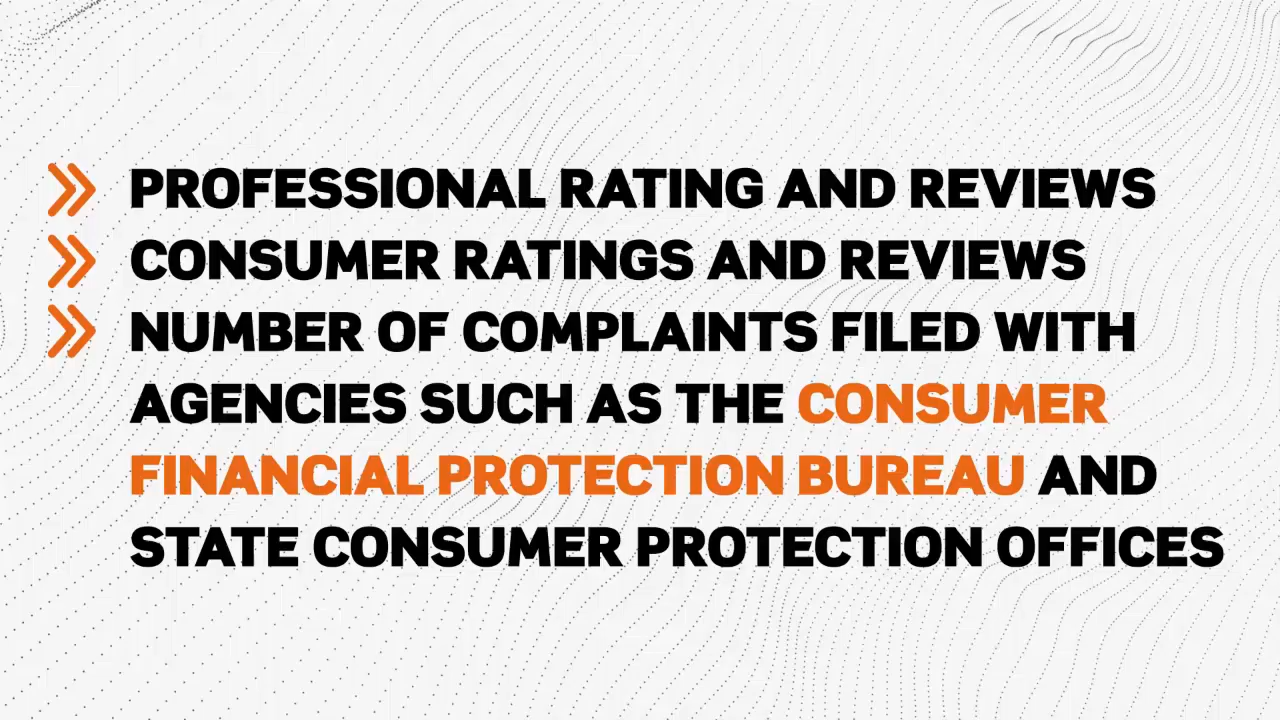 PROFESSIONAL RATING AND REVIEWS
CONSUMER RATINGS AND REVIEWS
NUMBER OF COMPLAINTS FILED WITH
AGENCIES SUCH AS THE CONSUMER
FINANCIAL PROTECTION BUREAU AND
STATE CONSUMER PROTECTION OFFICES